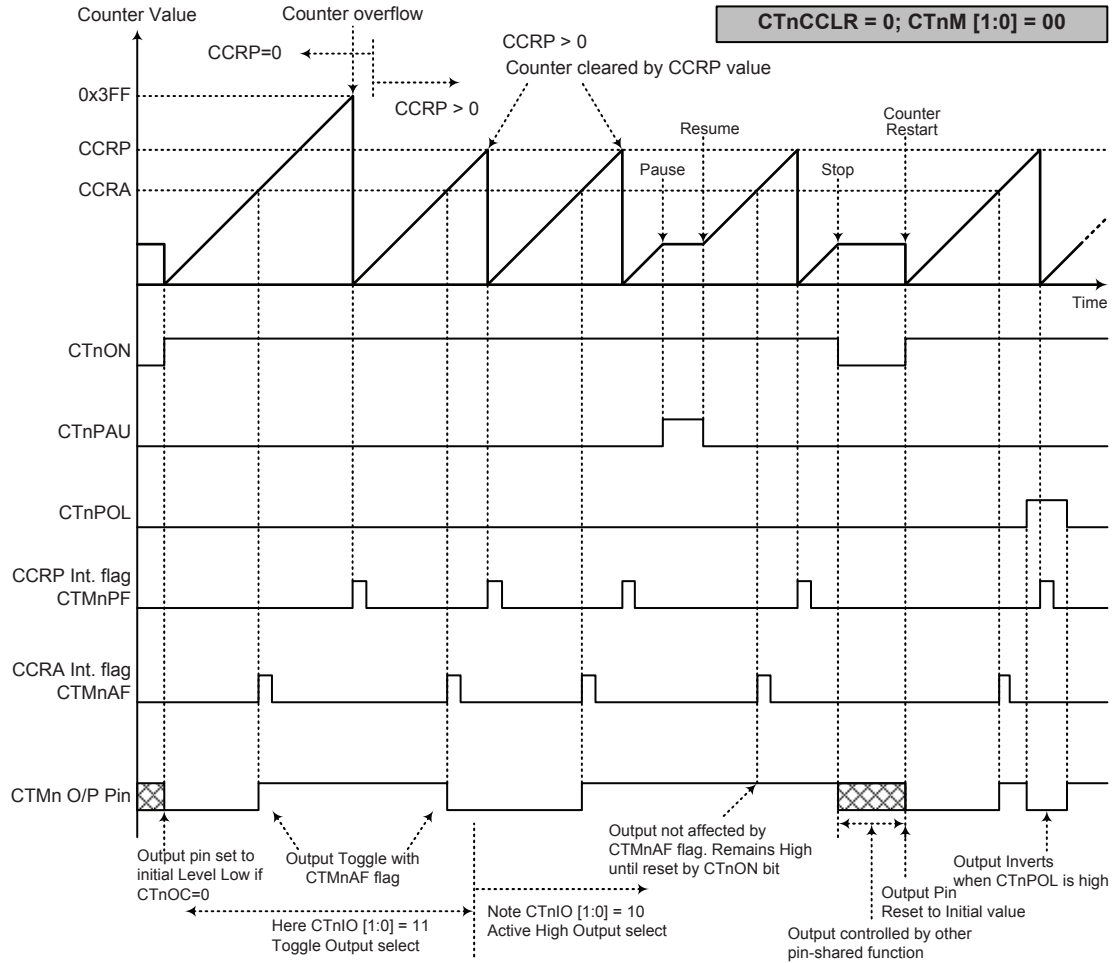 Counter Value
Counter overflow
CTnCCLR = 0; CTnM [1:0] = 00
CCRP=0
CCRP > 0
CCRP > 0
Counter cleared by CCRP value
0x3FF
CCRP
CCRA
Pause
Resume
Stop
Counter
Restart
Time
CTnON
CTnPAU
CTnPOL
CCRP Int. flag
CTMnPF
CCRA Int. flag
CTMnAF
CTMn O/P Pin
Output pin set to
initial Level Low if
CTnOC=0
Output Toggle with
CTMnAF flag
Output not affected by
CTMnAF flag. Remains High
until reset by CTnON bit
Output Inverts
when CTnPOL is high
Output Pin
Reset to Initial value
Here CTnIO [1:0] = 11
Toggle Output select
Note CTnIO [1:0] = 10
Active High Output select
Output controlled by other
pin-shared function